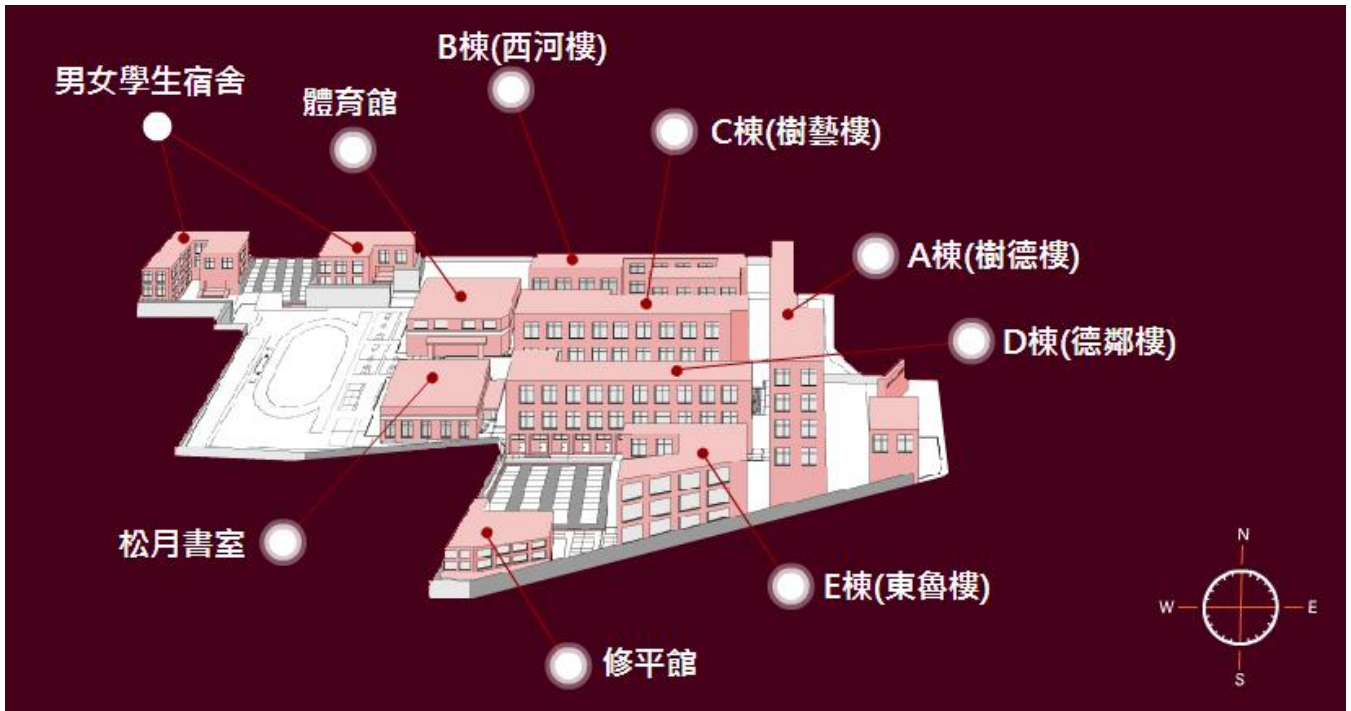 B棟(西河樓)
男女學生宿舍
體育館
C棟(樹藝樓)
A棟(樹德樓)
D棟(德鄰樓)
松月書室
E棟(東魯樓)
修平館
N
W
E
S